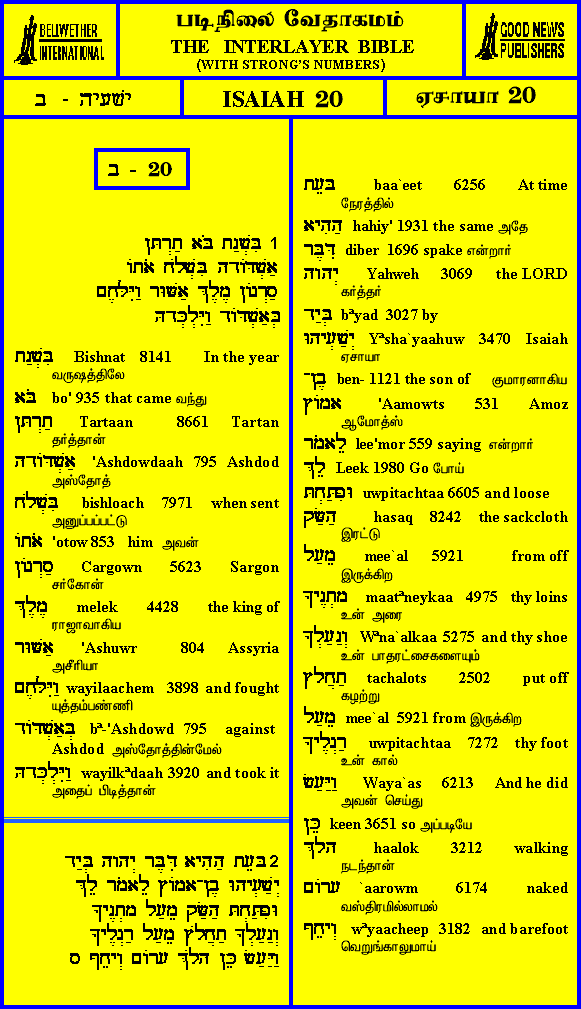 BELLWETHER
INTERNATIONAL
படிநிலை வேதாகமம்
THE INTERLAYER BIBLE
(WITH STRONG'S NUMBERS)
GOOD NEWS
PUBLISHERS
ישעיה - ב
ISAIAH 20
ஏசாயா 20
ב - 20
1 בִּשְׁנַת בֹּא תַרְתָּן
אַשְׁדּוֹדָה בִּשְׁלֹחַ אֹתוֹ
סַרְגוֹן מֶלֶךְ אַשּׁוּר וַיִּלָּחֶם
בְּאַשְׁדּוֹד וַיִּלְכְּדָהּ
בִּשְׁנַת Bishnat 8141 In the year
வருஷத்திலே
בֹּא bo' 935 that came வந்து
תַרְתָּן Tartaan 8661 Tartan
தர்த்தான்
אַשְׁדּוֹדָה 'Ashdowdaah 795 Ashdod
அஸ்தோத்
בִּשְׁלֹחַ bishloach 7971 when sent
அனுப்பப்பட்டு
אֹתוֹ 'otow 853 him அவன்
סַרְגוֹן Cargown 5623 Sargon
சர்கோன்
מֶלֶךְ melek 4428 the king of
ராஜாவாகிய
אַשּׁוּר 'Ashuwr 804 Assyria
அசீரியா
וַיִּלָּחֶם wayilaachem 3898 and fought
யுத்தம்பண்ணி
בְּאַשְׁדּוֹד bª-'Ashdowd 795 against
Ashdod அஸ்தோத்தின்மேல்
וַיִּלְכְּדָהּ wayilkªdaah 3920 and took it
அதைப் பிடித்தான்
2 בָּעֵת הַהִיא דִּבֶּר יְהוָה בְּיַד
יְשַׁעְיָהוּ בֶן־אָמוֹץ לֵאמֹר לֵךְ
וּפִתַּחְתָּ הַשַּׂק מֵעַל מָתְנֶיךָ
וְנַעַלְךָ תַחֲלֹץ מֵעַל רַגְלֶיךָ
וַיַּעַשׂ כֵּן הָלֹךְ עָרוֹם וְיָחֵף ס
בָּעֵת baa`eet 6256 At time
நேரத்தில்
הַהִיא hahiy' 1931 the same அதே
דִּבֶּר diber 1696 spake என்றார்
יְהוָה Yahweh 3069 the LORD
கர்த்தர்
בְּיַד bªyad 3027 by
יְשַׁעְיָהוּ Yªsha`yaahuw 3470 Isaiah
ஏசாயா
בֶן־ ben- 1121 the son of குமாரனாகிய
אָמוֹץ 'Aamowts 531 Amoz
ஆமோத்ஸ்
לֵאמֹר lee'mor 559 saying என்றார்
לֵךְ Leek 1980 Go போய்
וּפִתַּחְתָּ uwpitachtaa 6605 and loose
הַשַּׂק hasaq 8242 the sackcloth
இரட்டு
מֵעַל mee`al 5921 from off
இருக்கிற
מָתְנֶיךָ maatªneykaa 4975 thy loins
உன் அரை
וְנַעַלְךָ Wªna`alkaa 5275 and thy shoe
உன் பாதரட்சைகளையும்
תַחֲלֹץ tachalots 2502 put off
கழற்று
מֵעַל mee`al 5921 from இருக்கிற
רַגְלֶיךָ uwpitachtaa 7272 thy foot
உன் கால்
וַיַּעַשׂ Waya`as 6213 And he did
அவன் செய்து
כֵּן keen 3651 so அப்படியே
הָלֹךְ haalok 3212 walking
நடந்தான்
עָרוֹם `aarowm 6174 naked
வஸ்திரமில்லாமல்
וְיָחֵף wªyaacheep 3182 and barefoot
வெறுங்காலுமாய்